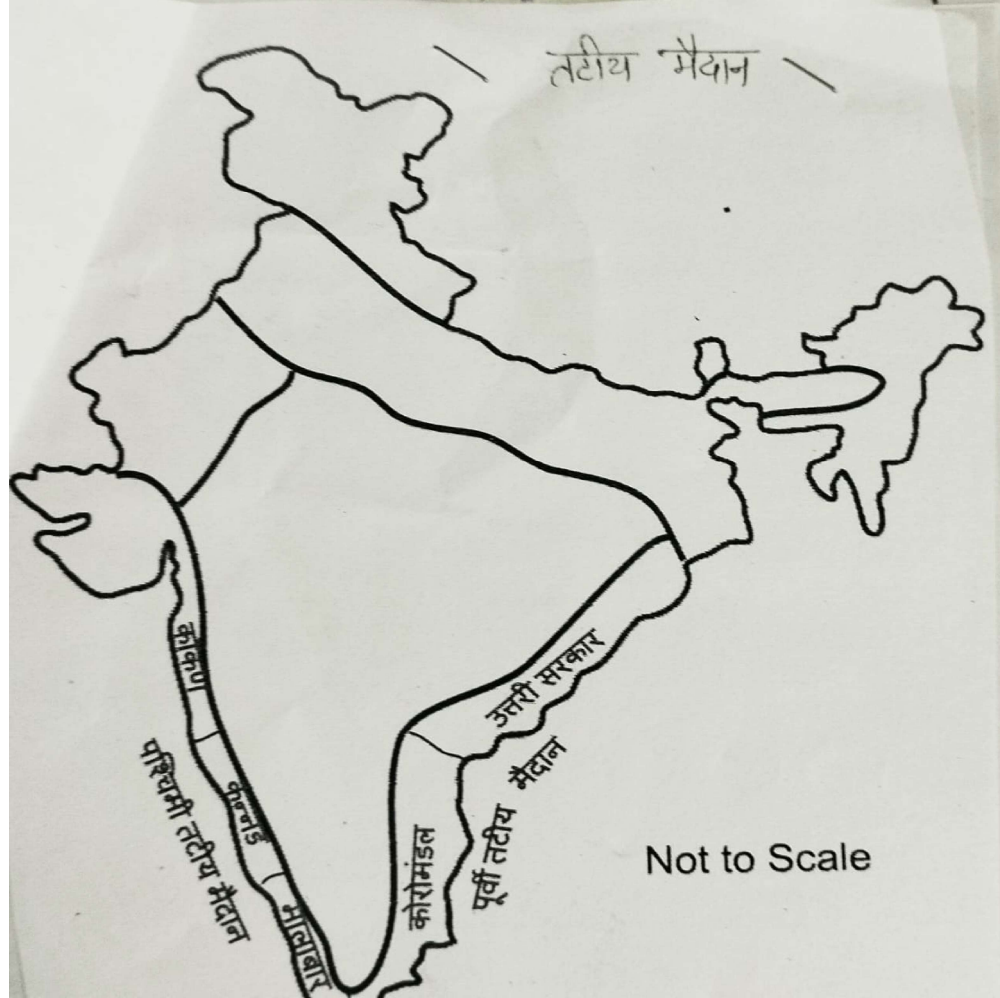 तटीय मैदान
कोंकण
उत्तरी सरकार
कन्नड
पश्चिमी तटीय मैदान
पूर्वी तटीय मैदान
कोरोमंडल
मालाबार
Not to Scale